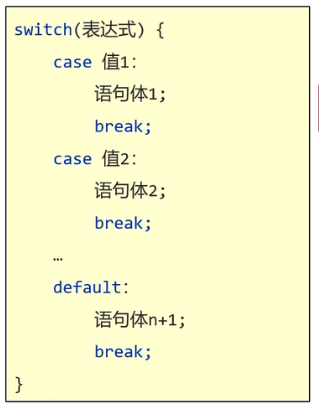 switch(表达式) {
case 值1:
语句体1;
break;
case 值2:
语句体2;
break;
…
default:
语句体n+1;
break;
}